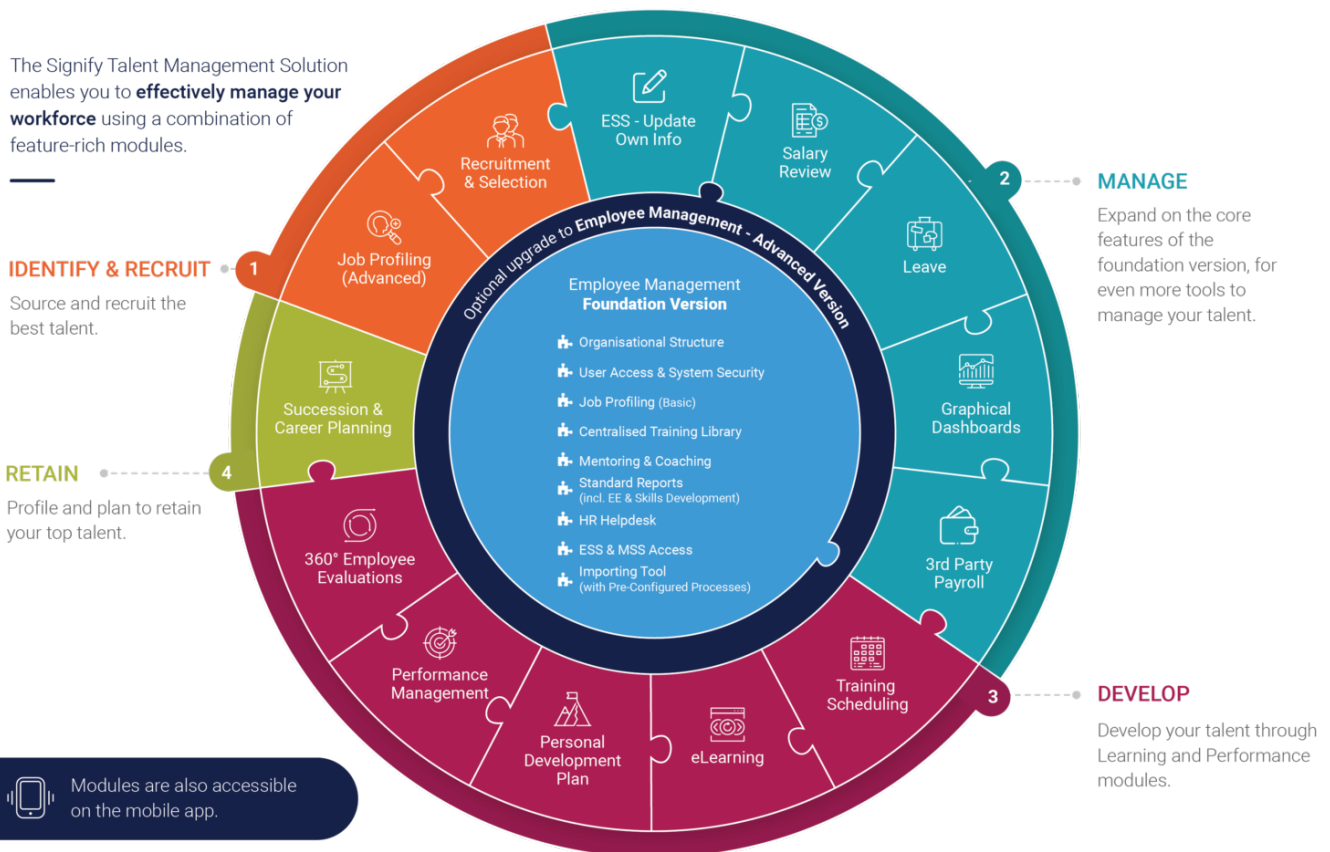 The Signify Talent Management Solution
enables you to effectively manage your
workforce using a combination of
feature-rich modules.
1
IDENTIFY & RECRUIT
Source and recruit the
best talent.
Job Profiling
(Advanced)
Recruitment
& Selection
2
MANAGE
Expand on the core
features of the
foundation version, for
even more tools to
manage your talent.
ESS - Update
Own Info
Salary
Review
Leave
Graphical
Dashboards
3rd Party
Payroll
3
DEVELOP
Develop your talent through
Learning and Performance
modules.
Training
Scheduling
eLearning
Personal
Development
Plan
Performance
Management
360° Employee
Evaluations
4
RETAIN
Profile and plan to retain
your top talent.
Succession &
Career Planning
Optional upgrade to Employee Management - Advanced Version
Employee Management
Foundation Version
Organisational Structure
User Access & System Security
Job Profiling (Basic)
Centralised Training Library
Mentoring & Coaching
Standard Reports
(incl. EE & Skills Development)
HR Helpdesk
ESS & MSS Access
Importing Tool
(with Pre-Configured Processes)
Modules are also accessible
on the mobile app.